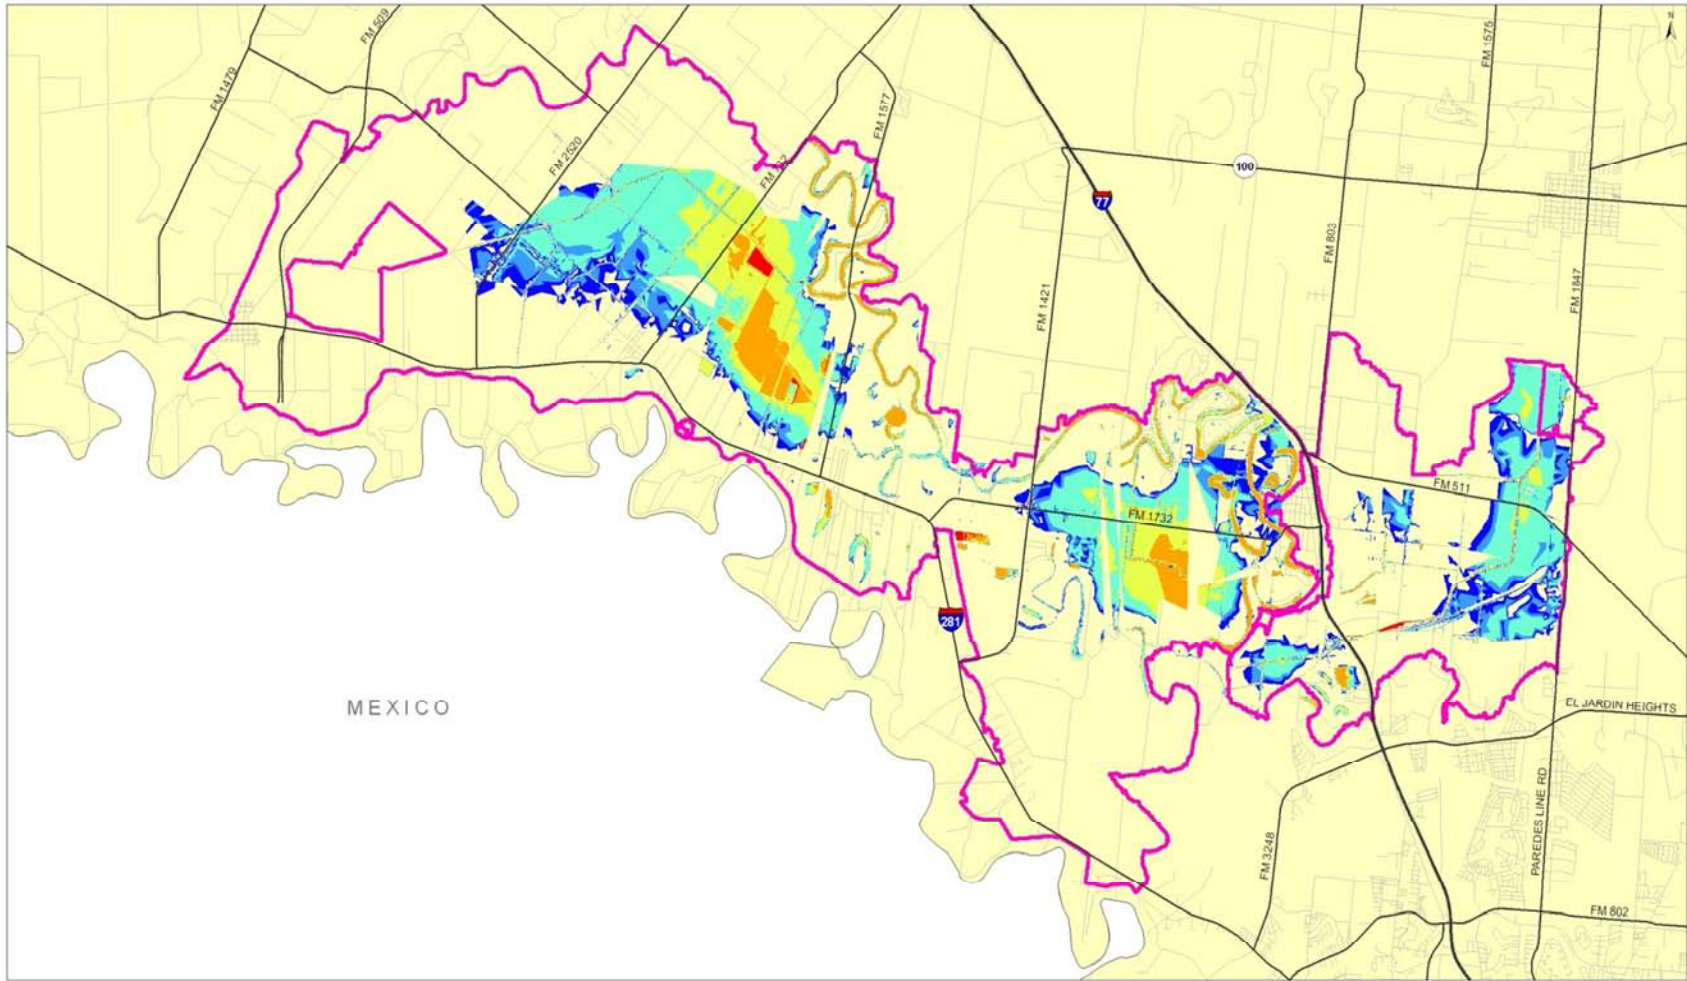 N
FM 509
FM 1575
FM 1479
FM 1577
FM 2520
100
77
FM 803
FM 1421
FM 1847
FM 511
FM 1732
281
MEXICO
EL JARDIN HEIGHTS
PAREDES LINE RD
FM 3248
FM 802